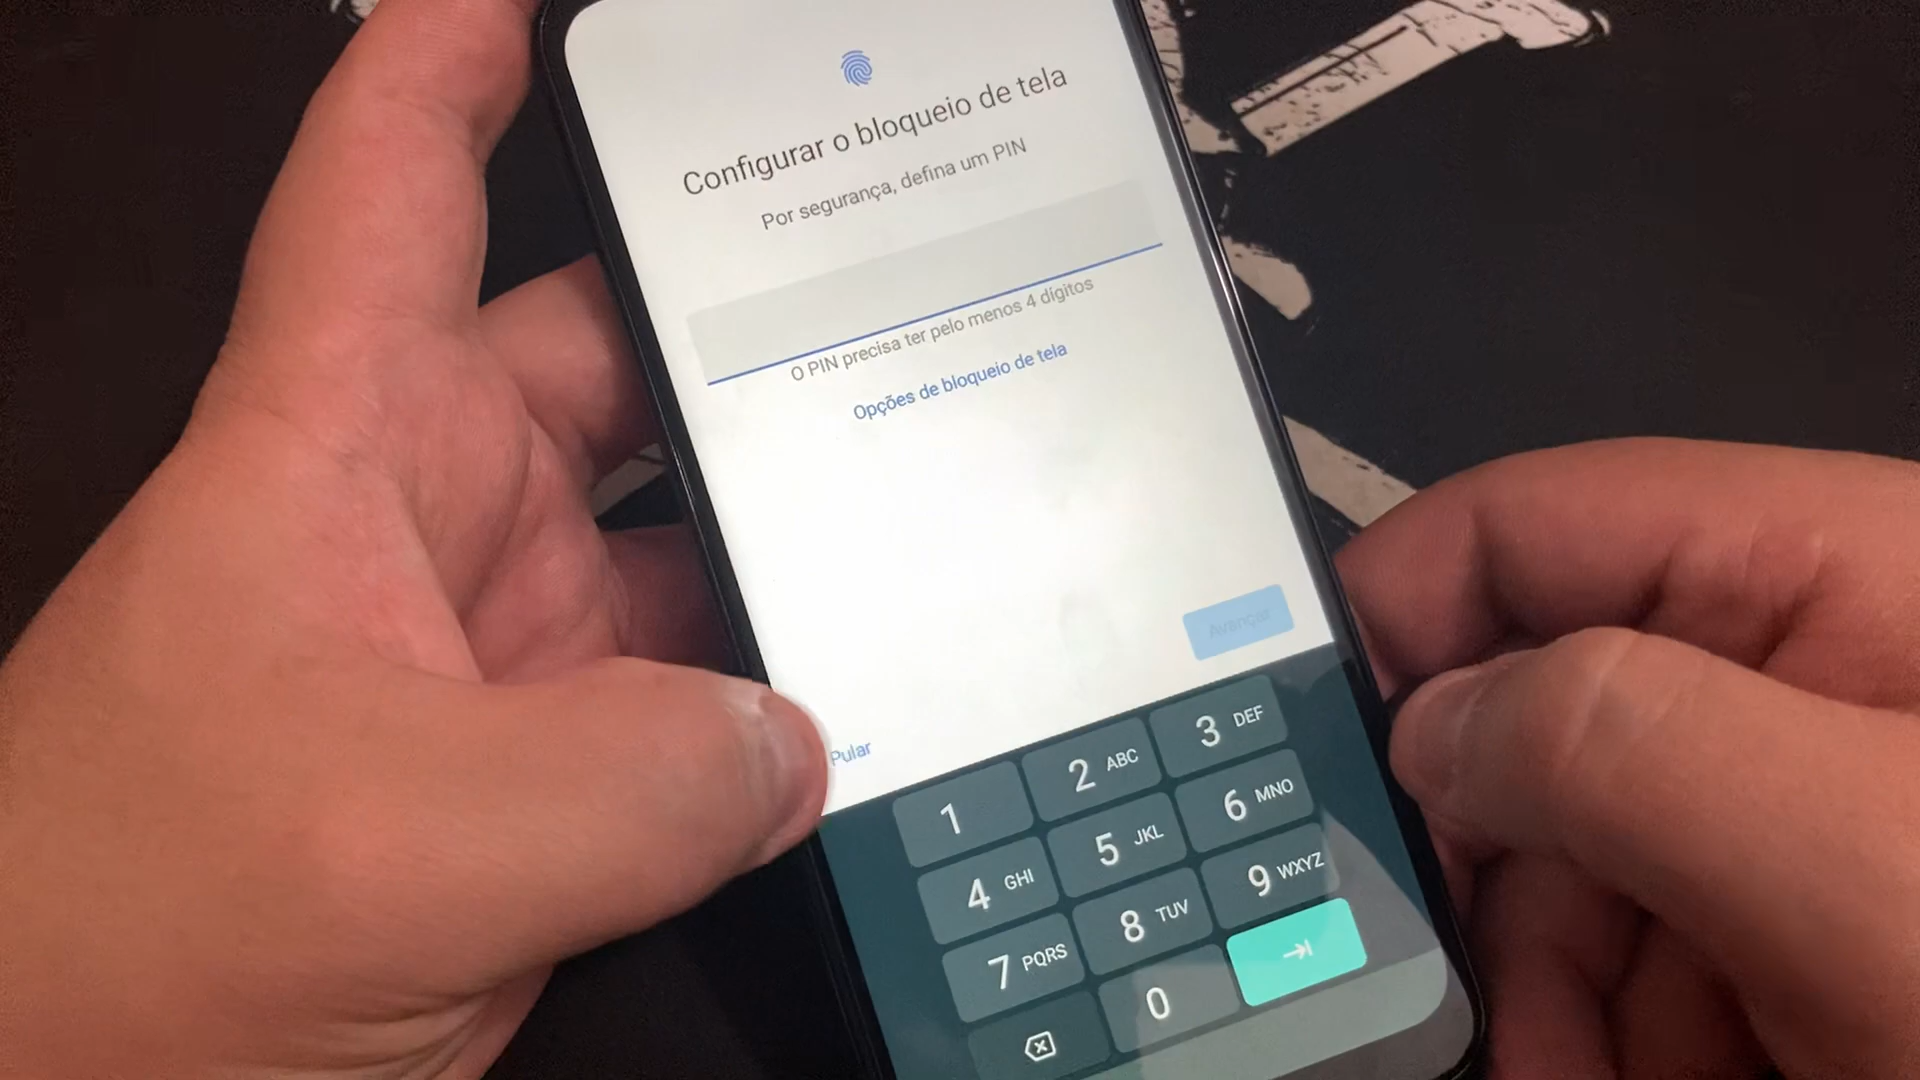 Configurar o bloqueio de tela
Por segurança, defina um PIN
O PIN precisa ter pelo menos 4 dígitos
Opções de bloqueio de tela
Avançar
Pular
1
2 ABC
3 DEF
4 GHI
5 JKL
6 MNO
7 PQRS
8 TUV
9 WXYZ
0